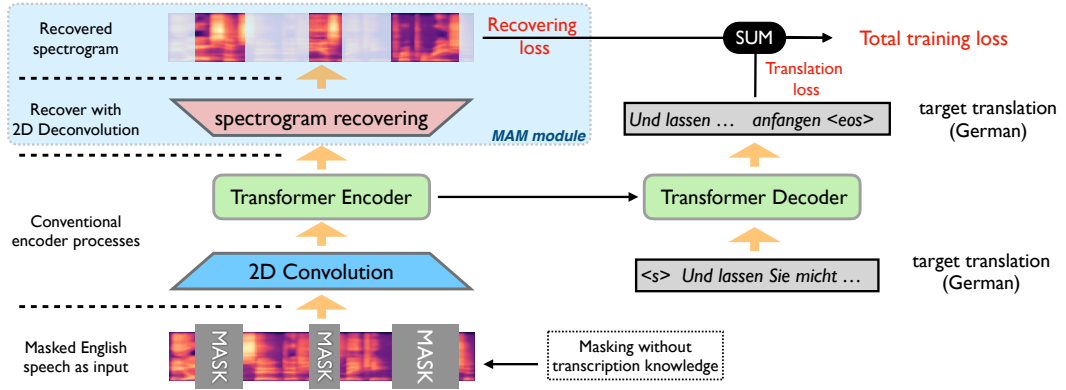 Recovered
spectrogram
Recovering
loss
SUM
Total training loss
Translation
loss
Recover with
2D Deconvolution
spectrogram recovering
MAM module
Und lassen … anfangen <eos>
target translation
(German)
Transformer Encoder
Transformer Decoder
Conventional
encoder processes
2D Convolution
<s> Und lassen Sie micht …
target translation
(German)
Masked English
speech as input
MASK
MASK
MASK
Masking without
transcription knowledge